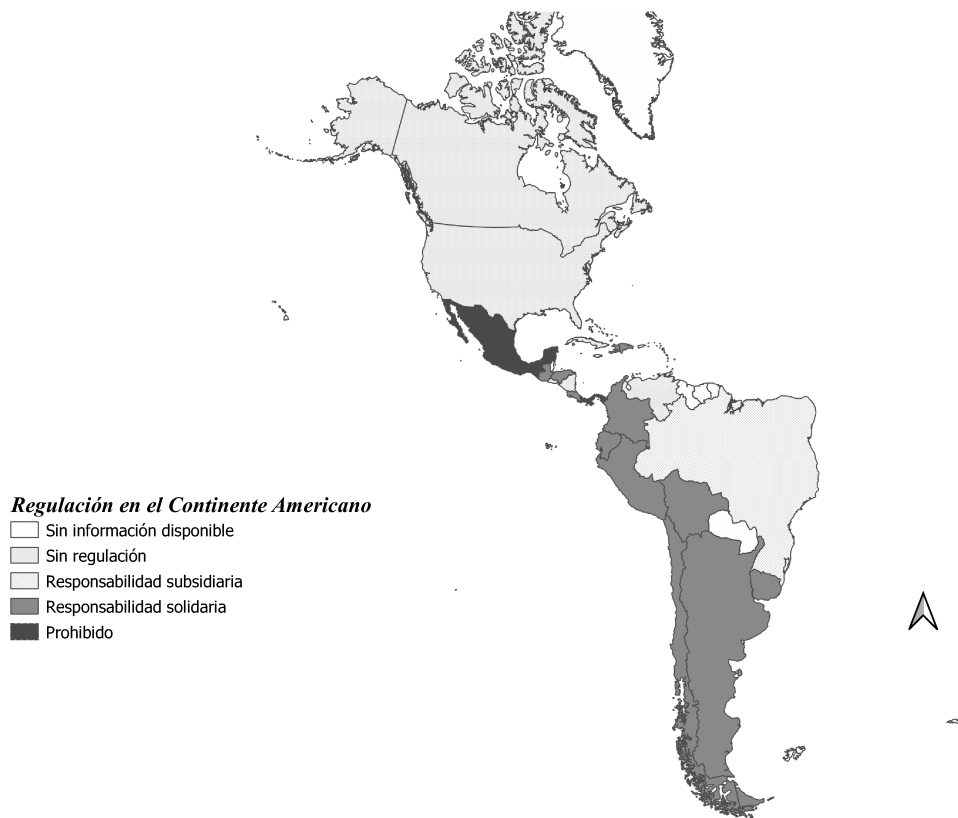 Regulación en el Continente Americano
Sin información disponible
Sin regulación
Responsabilidad subsidiaria
Responsabilidad solidaria
Prohibido